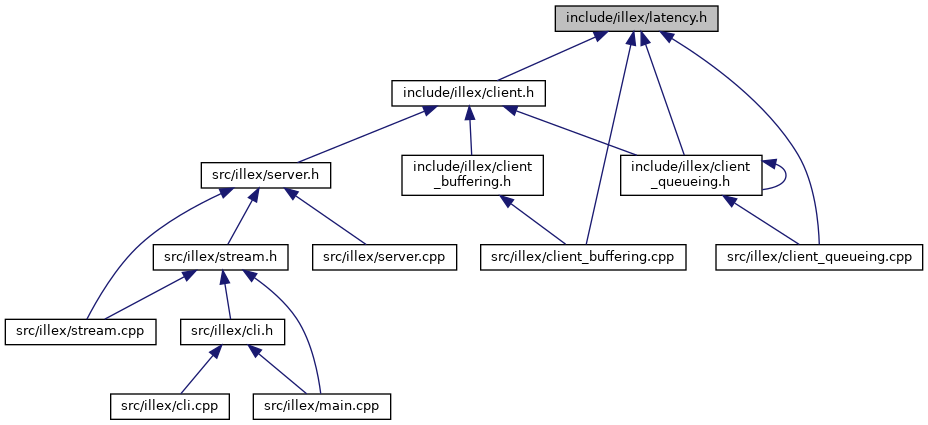 include/illex/latency.h
include/illex/client.h
src/illex/server.h
include/illex/client
_buffering.h
include/illex/client
_queueing.h
src/illex/stream.h
src/illex/server.cpp
src/illex/client_buffering.cpp
src/illex/client_queueing.cpp
src/illex/stream.cpp
src/illex/cli.h
src/illex/cli.cpp
src/illex/main.cpp